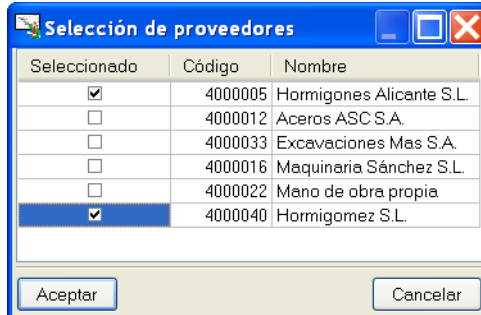 Selección de proveedores
Seleccionado Código Nombre
4000005 Hormigones Alicante S.L.
4000012 Aceros ASC S.A.
4000033 Excavaciones Mas S.A.
4000016 Maquinaria Sánchez S.L.
4000022 Mano de obra propia
4000040 Hormigomez S.L.
Aceptar Cancelar